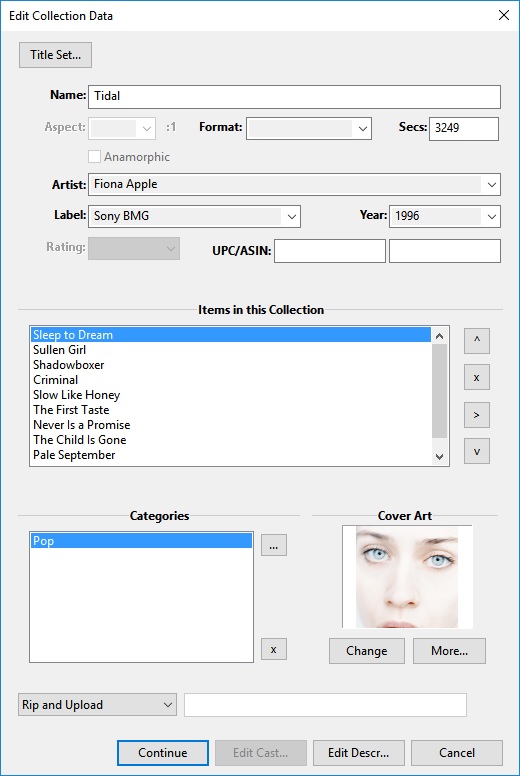 Edit Collection Data
Title Set...
Name: Tidal
Aspect: :1 Format: Secs: 3249
Anamorphic
Artist: Fiona Apple
Label: Sony BMG Year: 1996
Rating: UPC/ASIN:
Items in this Collection
Sleep to Dream
Sullen Girl
Shadowboxer
Criminal
Slow Like Honey
The First Taste
Never Is a Promise
The Child Is Gone
Pale September
^
x
>
v
Categories
Pop
...
x
Cover Art
Change More...
Rip and Upload
Continue Edit Cast... Edit Descr... Cancel